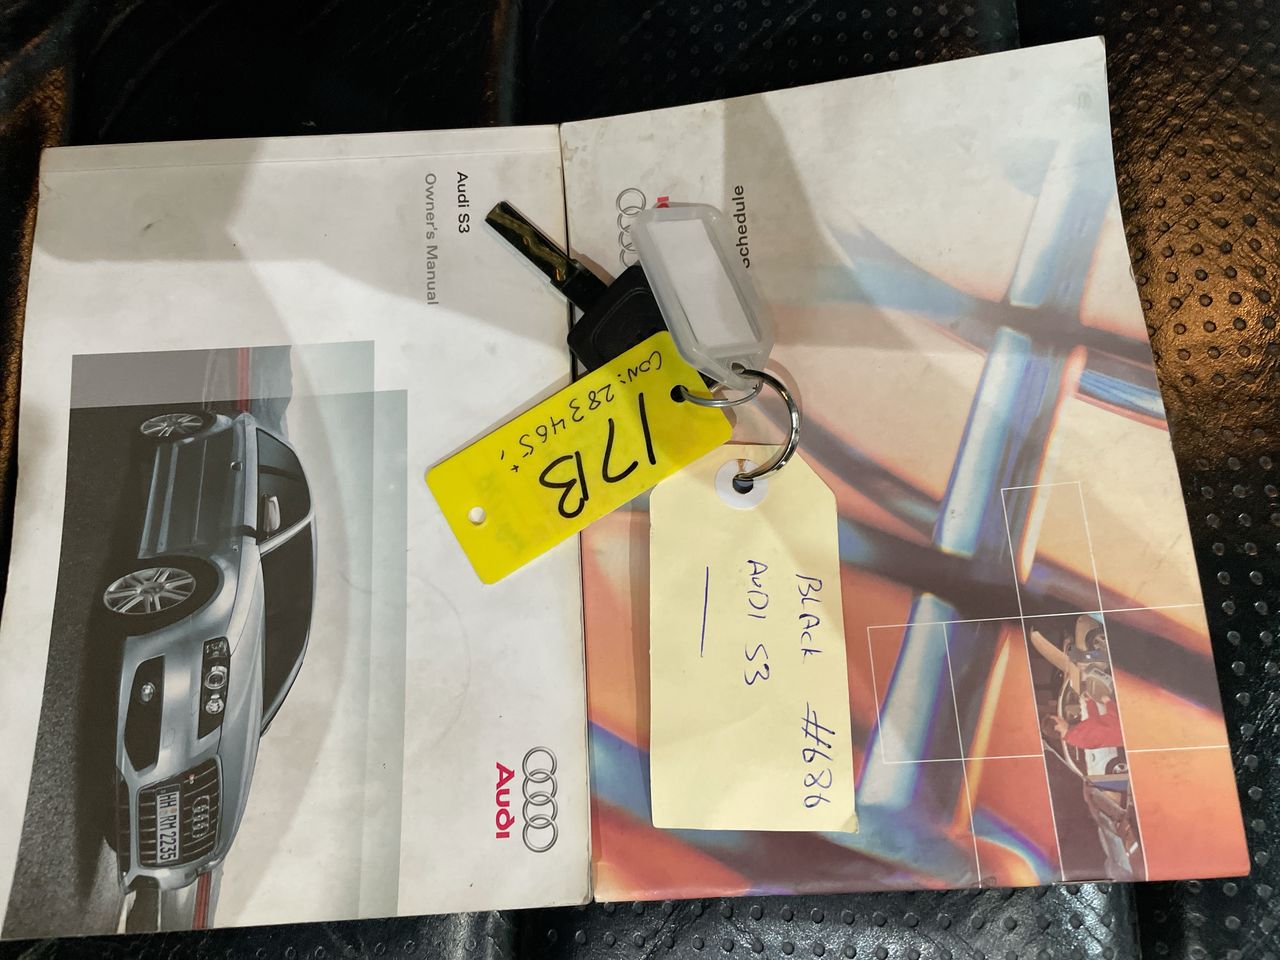 Audi S3
Owner's Manual
Audi
HH RM 2235
Schedule
17B
CON: 283465+,
BLACK #686
AUDI S3